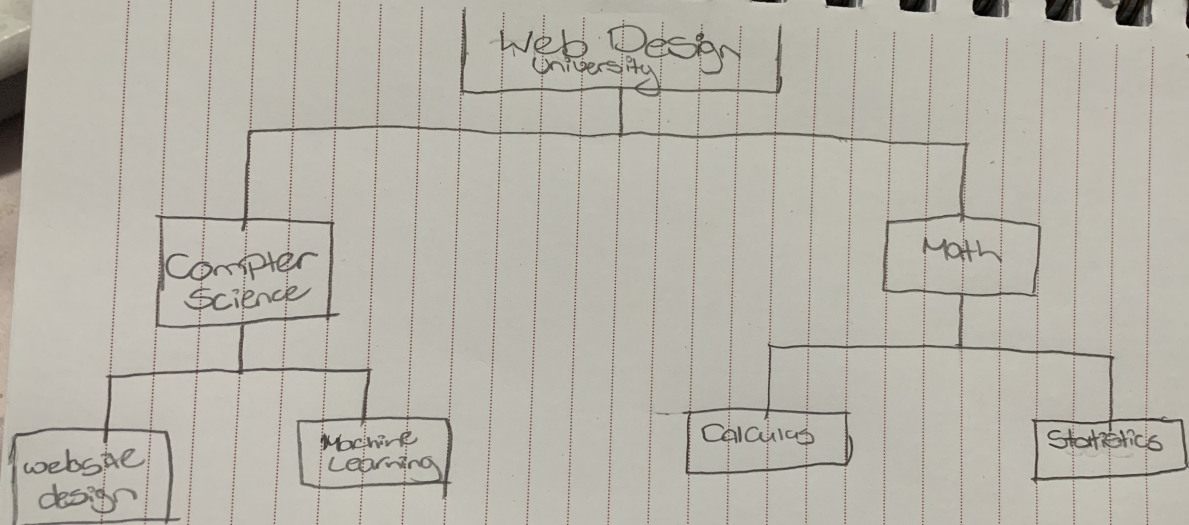 Web Design
University
Compter
Science
Math
website
design
Machine
Learning
Calculus
Statistics